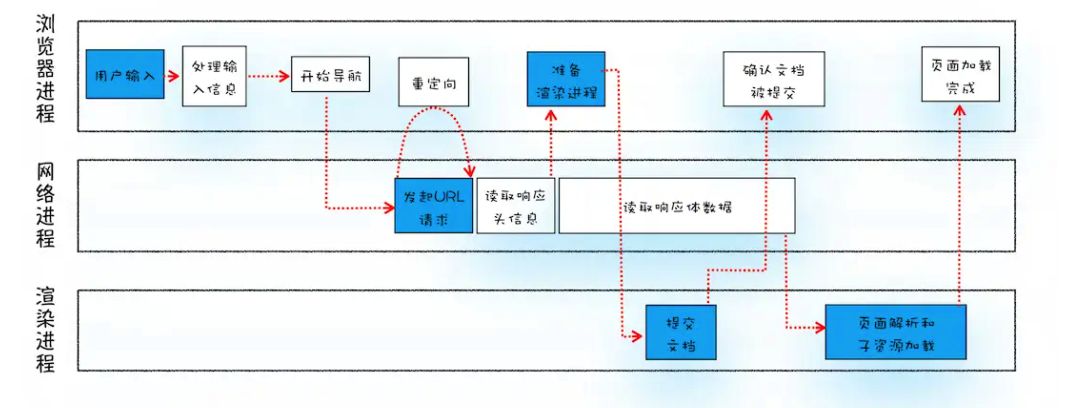 浏览器进程
用户输入
处理输
入信息
开始导航
重定向
准备
渲染进程
确认文档
被提交
页面加载
完成
网络进程
发起URL
请求
读取响应
头信息
读取响应体数据
渲染进程
提交
文档
页面解析和
子资源加载